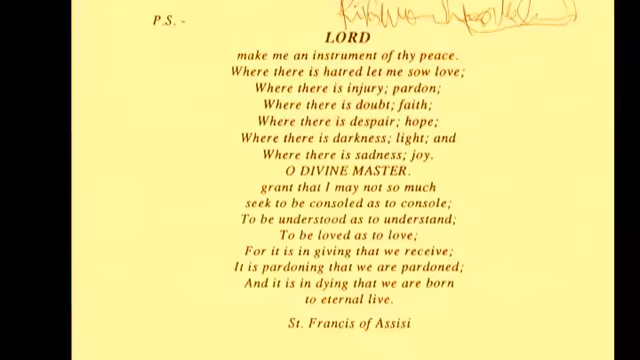 P.S. -
LORD
make me an instrument of thy peace.
Where there is hatred let me sow love;
Where there is injury; pardon;
Where there is doubt; faith;
Where there is despair; hope;
Where there is darkness; light; and
Where there is sadness; joy.
O DIVINE MASTER.
grant that I may not so much
seek to be consoled as to console;
To be understood as to understand;
To be loved as to love;
For it is in giving that we receive;
It is pardoning that we are pardoned;
And it is in dying that we are born
to eternal live.
St. Francis of Assisi